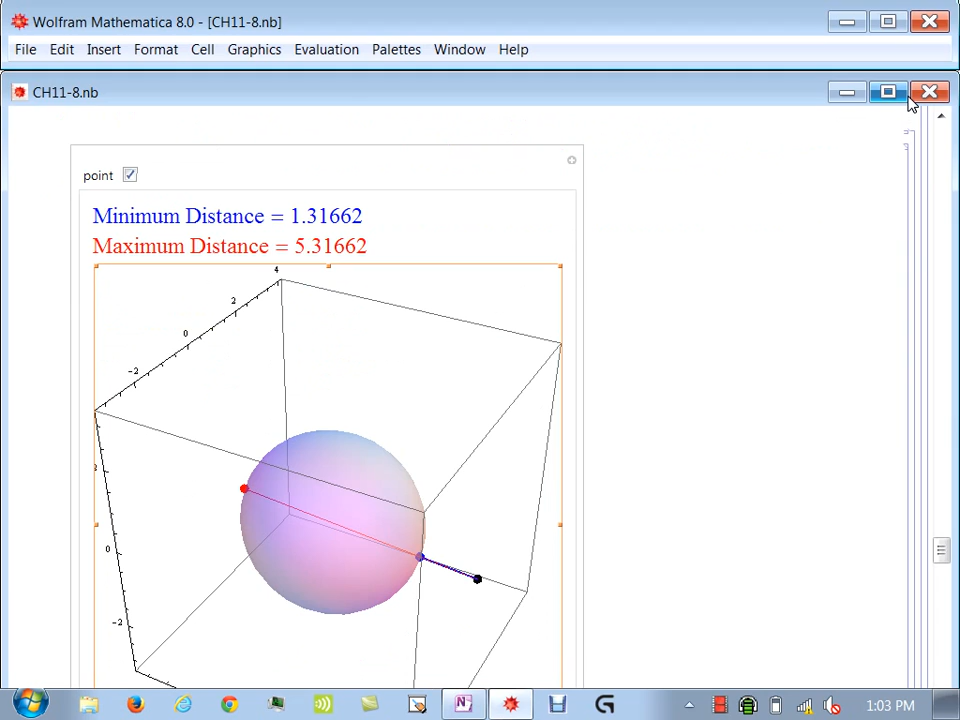 Wolfram Mathematica 8.0 - [CH11-8.nb]
File Edit Insert Format Cell Graphics Evaluation Palettes Window Help
CH11-8.nb
point
Minimum Distance = 1.31662
Maximum Distance = 5.31662
4
2
0
-2
0
-2
1:03 PM